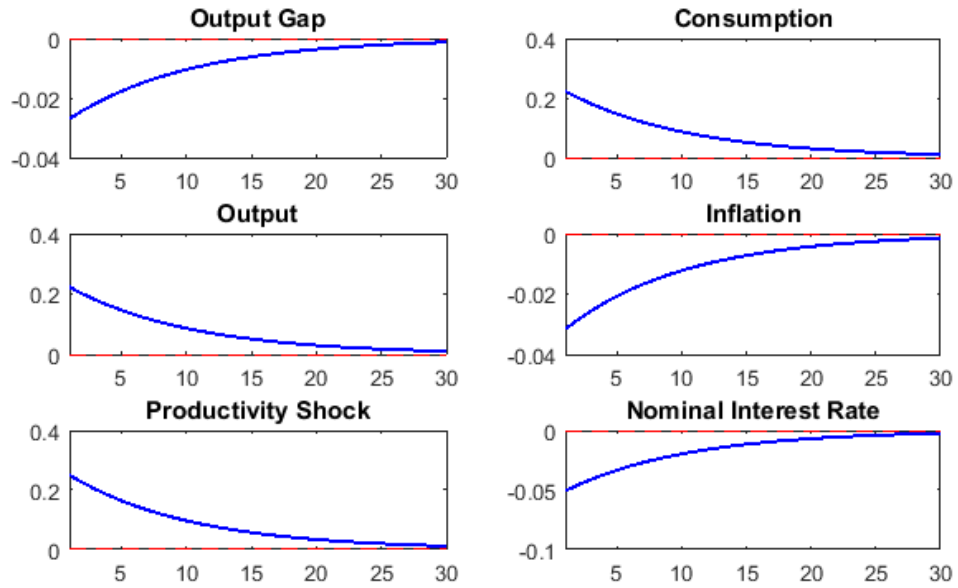 Output Gap
0
-0.02
-0.04
5 10 15 20 25 30
Consumption
0.4
0.2
0
5 10 15 20 25 30
Output
0.4
0.2
0
5 10 15 20 25 30
Inflation
0
-0.02
-0.04
5 10 15 20 25 30
Productivity Shock
0.4
0.2
0
5 10 15 20 25 30
Nominal Interest Rate
0
-0.05
-0.1
5 10 15 20 25 30